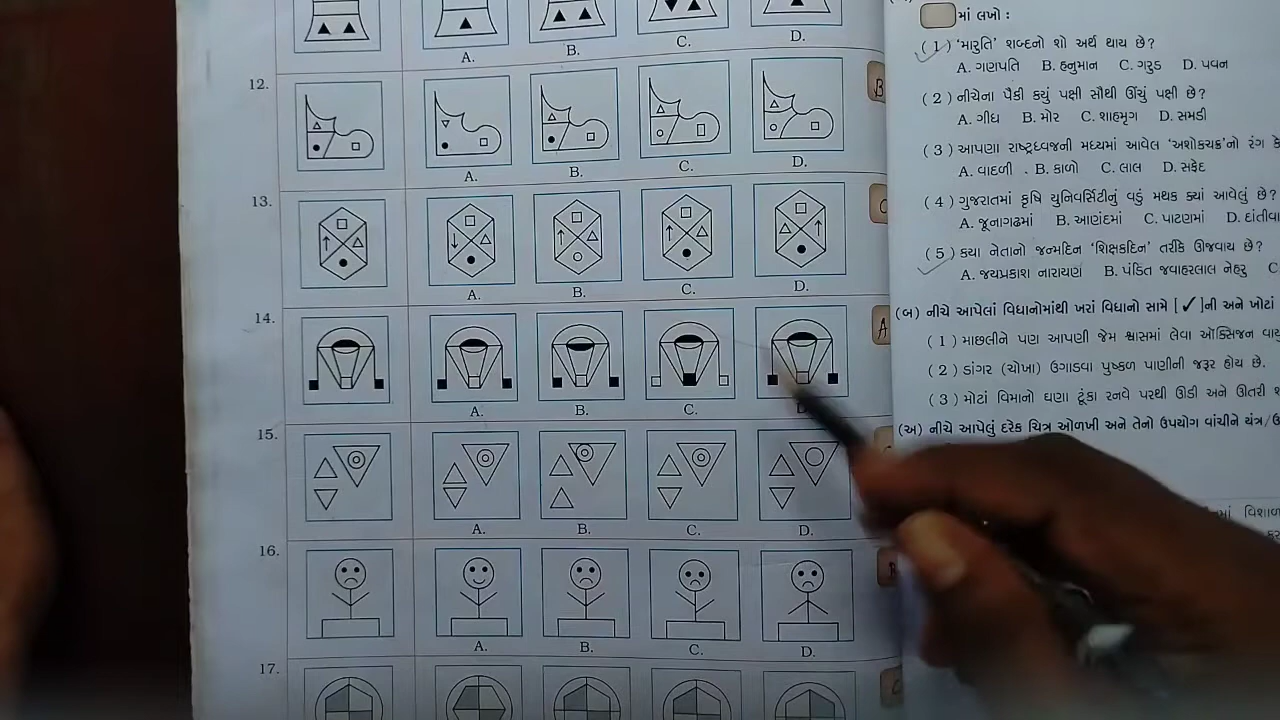 A.
B.
C.
D.
12.
B
A.
B.
C.
D.
13.
C
A.
B.
C.
D.
14.
A
A.
B.
C.
15.
A.
B.
C.
D.
16.
A.
B.
C.
D.
17.
માં લખો :
( 1 ) ‘મારુતિ’ શબ્દનો શો અર્થ થાય છે?
A. ગણપતિ B. હનુમાન C. ગરુડ D. પવન
( 2 ) નીચેના પૈકી કયું પક્ષી સૌથી ઊંચું પક્ષી છે?
A. ગીધ B. મોર C. શાહમૃગ D. સમડી
( 3 ) આપણા રાષ્ટ્રધ્વજની મધ્યમાં આવેલ ‘અશોકચક્ર’નો રંગ
A. વાદળી . B. કાળો C. લાલ D. સફેદ
( 4 ) ગુજરાતમાં કૃષિ યુનિવર્સિટીનું વડું મથક ક્યાં આવેલું છે?
A. જૂનાગઢમાં B. આણંદમાં C. પાટણમાં D.
( 5 ) કયા નેતાનો જન્મદિન ‘શિક્ષકદિન’ તરીકે ઊજવાય છે?
A. જયપ્રકાશ નારાયણ B. પંડિત જવાહરલાલ નેહરુ C
(બ) નીચે આપેલાં વિધાનોમાંથી ખરાં વિધાનો સામે [✓]ની અને ખોટાં
( 1 ) માછલીને પણ આપણી જેમ શ્વાસમાં લેવા ઑક્સિજન
( 2 ) ડાંગર (ચોખા) ઉગાડવા પુષ્કળ પાણીની જરૂર હોય છે.
( 3 ) મોટાં વિમાનો ઘણા ટૂંકા રનવે પરથી ઊડી અને ઊતરી
(અ) નીચે આપેલું દરેક ચિત્ર ઓળખી અને તેનો ઉપયોગ વાંચીને યંત્ર/